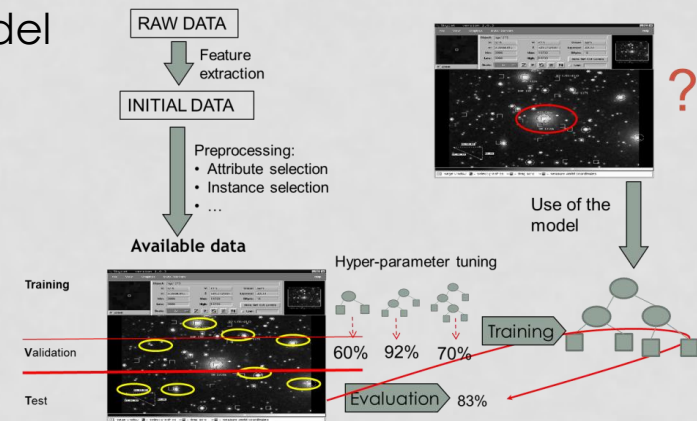 del
RAW DATA
Feature
extraction
INITIAL DATA
Preprocessing:
• Attribute selection
• Instance selection
• …
Available data
?
Use of the
model
Hyper-parameter tuning
Training
Validation
Test
60% 92% 70%
Training
Evaluation 83%